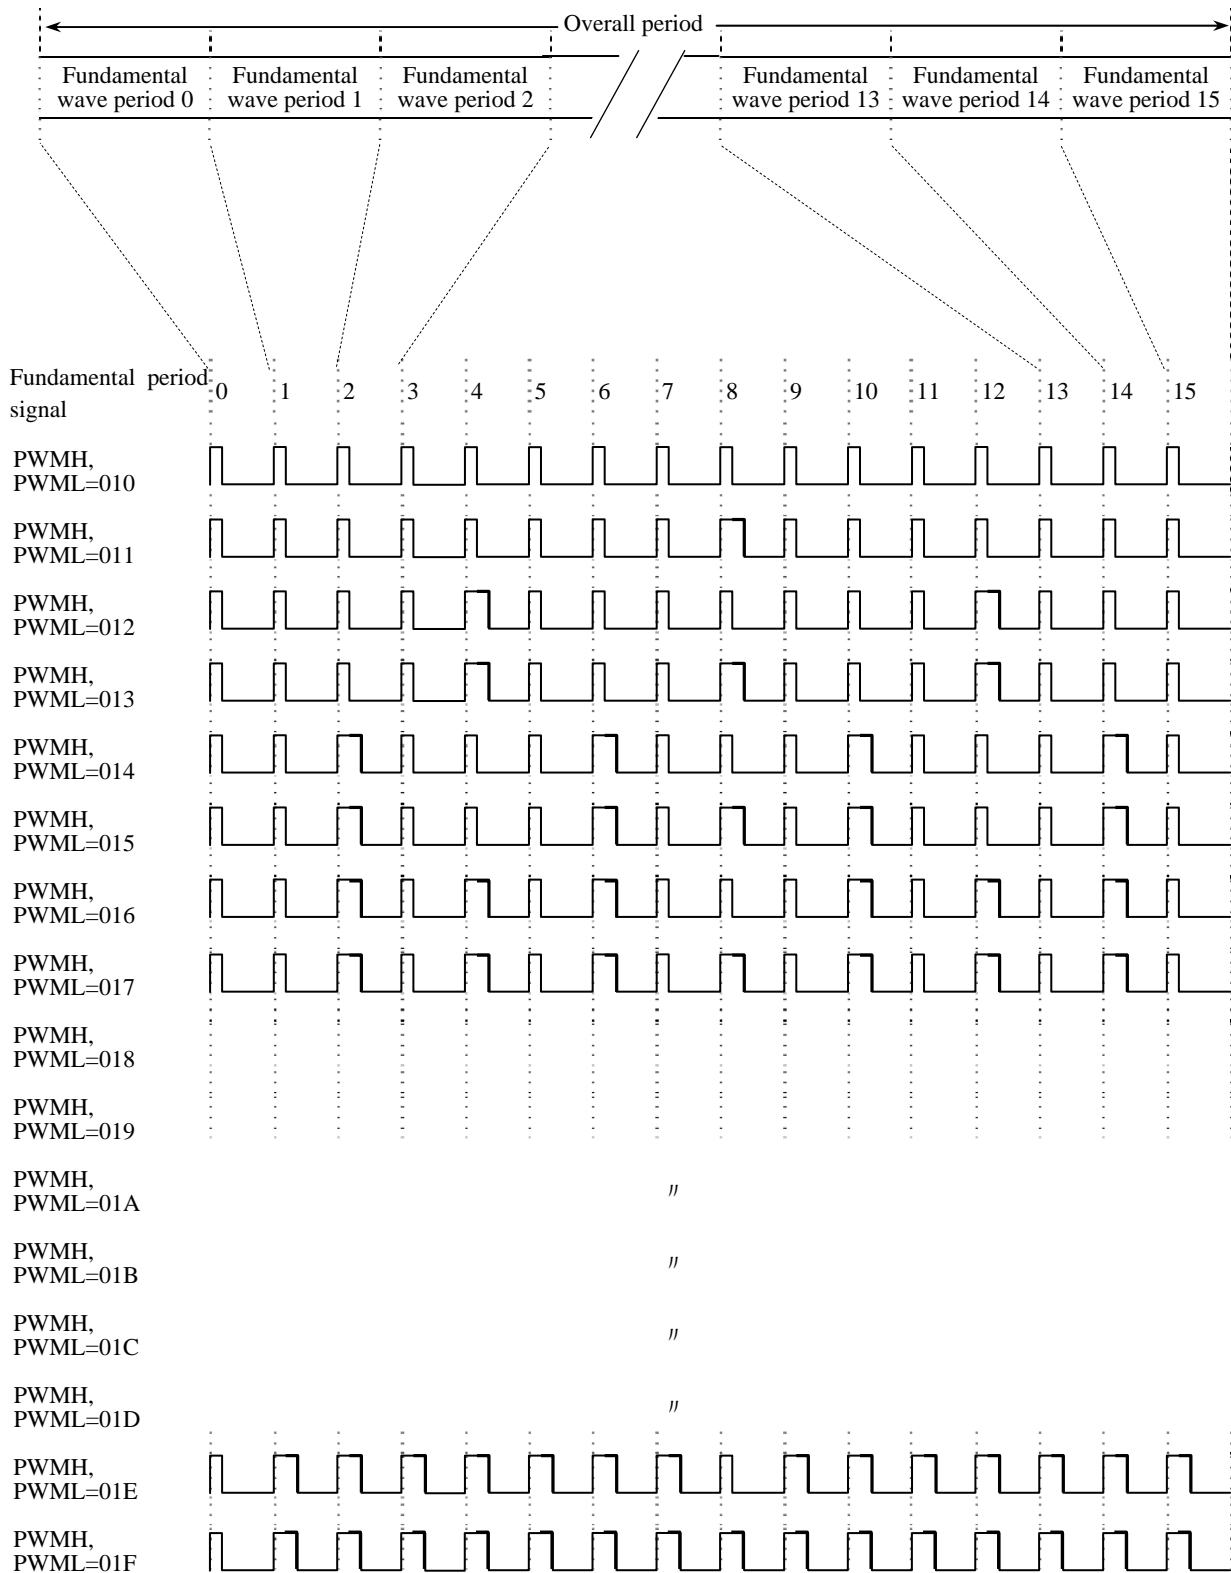 Overall period
Fundamental wave period 0
Fundamental wave period 1
Fundamental wave period 2
Fundamental wave period 13
Fundamental wave period 14
Fundamental wave period 15
Fundamental period signal
0 1 2 3 4 5 6 7 8 9 10 11 12 13 14 15
PWMH,
PWML=010
PWMH,
PWML=011
PWMH,
PWML=012
PWMH,
PWML=013
PWMH,
PWML=014
PWMH,
PWML=015
PWMH,
PWML=016
PWMH,
PWML=017
PWMH,
PWML=018
PWMH,
PWML=019
PWMH,
PWML=01A
〃
PWMH,
PWML=01B
〃
PWMH,
PWML=01C
〃
PWMH,
PWML=01D
〃
PWMH,
PWML=01E
PWMH,
PWML=01F